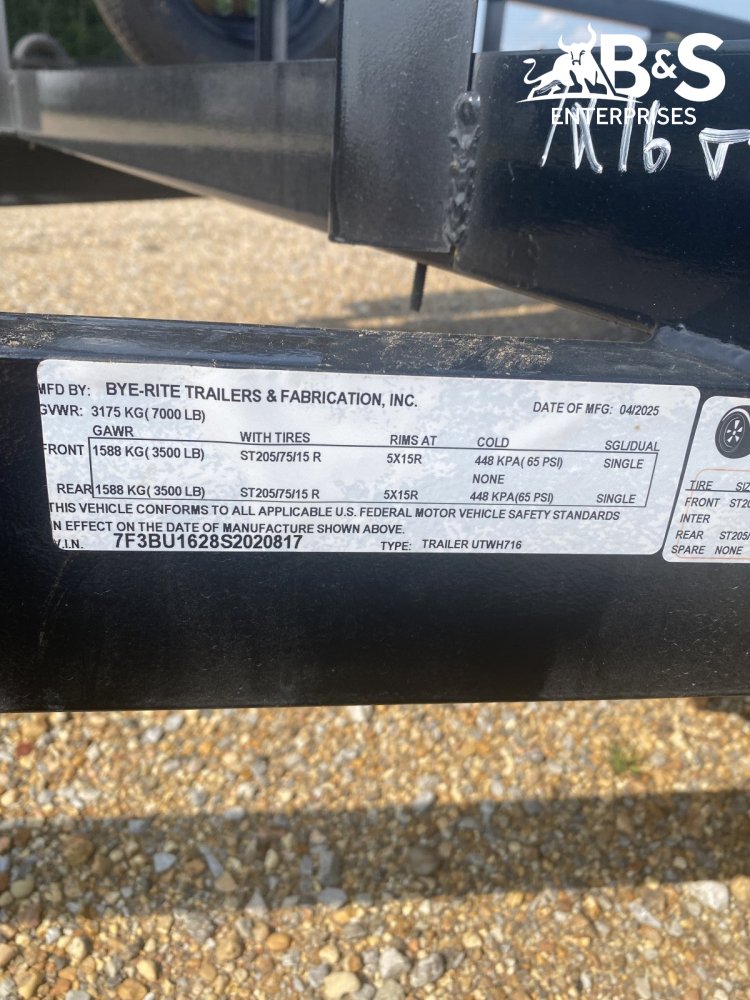 B&S
ENTERPRISES
MFD BY: BYE-RITE TRAILERS & FABRICATION, INC. DATE OF MFG: 04/2025
GVWR: 3175 KG( 7000 LB)
GAWR WITH TIRES RIMS AT COLD SGL/DUAL
FRONT 1588 KG( 3500 LB) ST205/75/15 R 5X15R 448 KPA( 65 PSI) SINGLE
NONE
REAR 1588 KG( 3500 LB) ST205/75/15 R 5X15R 448 KPA(65 PSI) SINGLE
THIS VEHICLE CONFORMS TO ALL APPLICABLE U.S. FEDERAL MOTOR VEHICLE SAFETY STANDARDS
IN EFFECT ON THE DATE OF MANUFACTURE SHOWN ABOVE.
V.I.N. 7F3BU1628S2020817 TYPE: TRAILER UTWH716
TIRE
FRONT
INTER
REAR
SPARE NONE